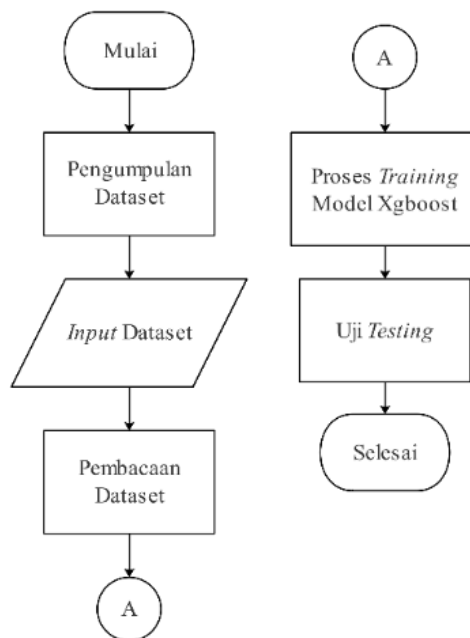 Mulai
Pengumpulan
Dataset
Input Dataset
Pembacaan
Dataset
A
A
Proses Training
Model Xgboost
Uji Testing
Selesai